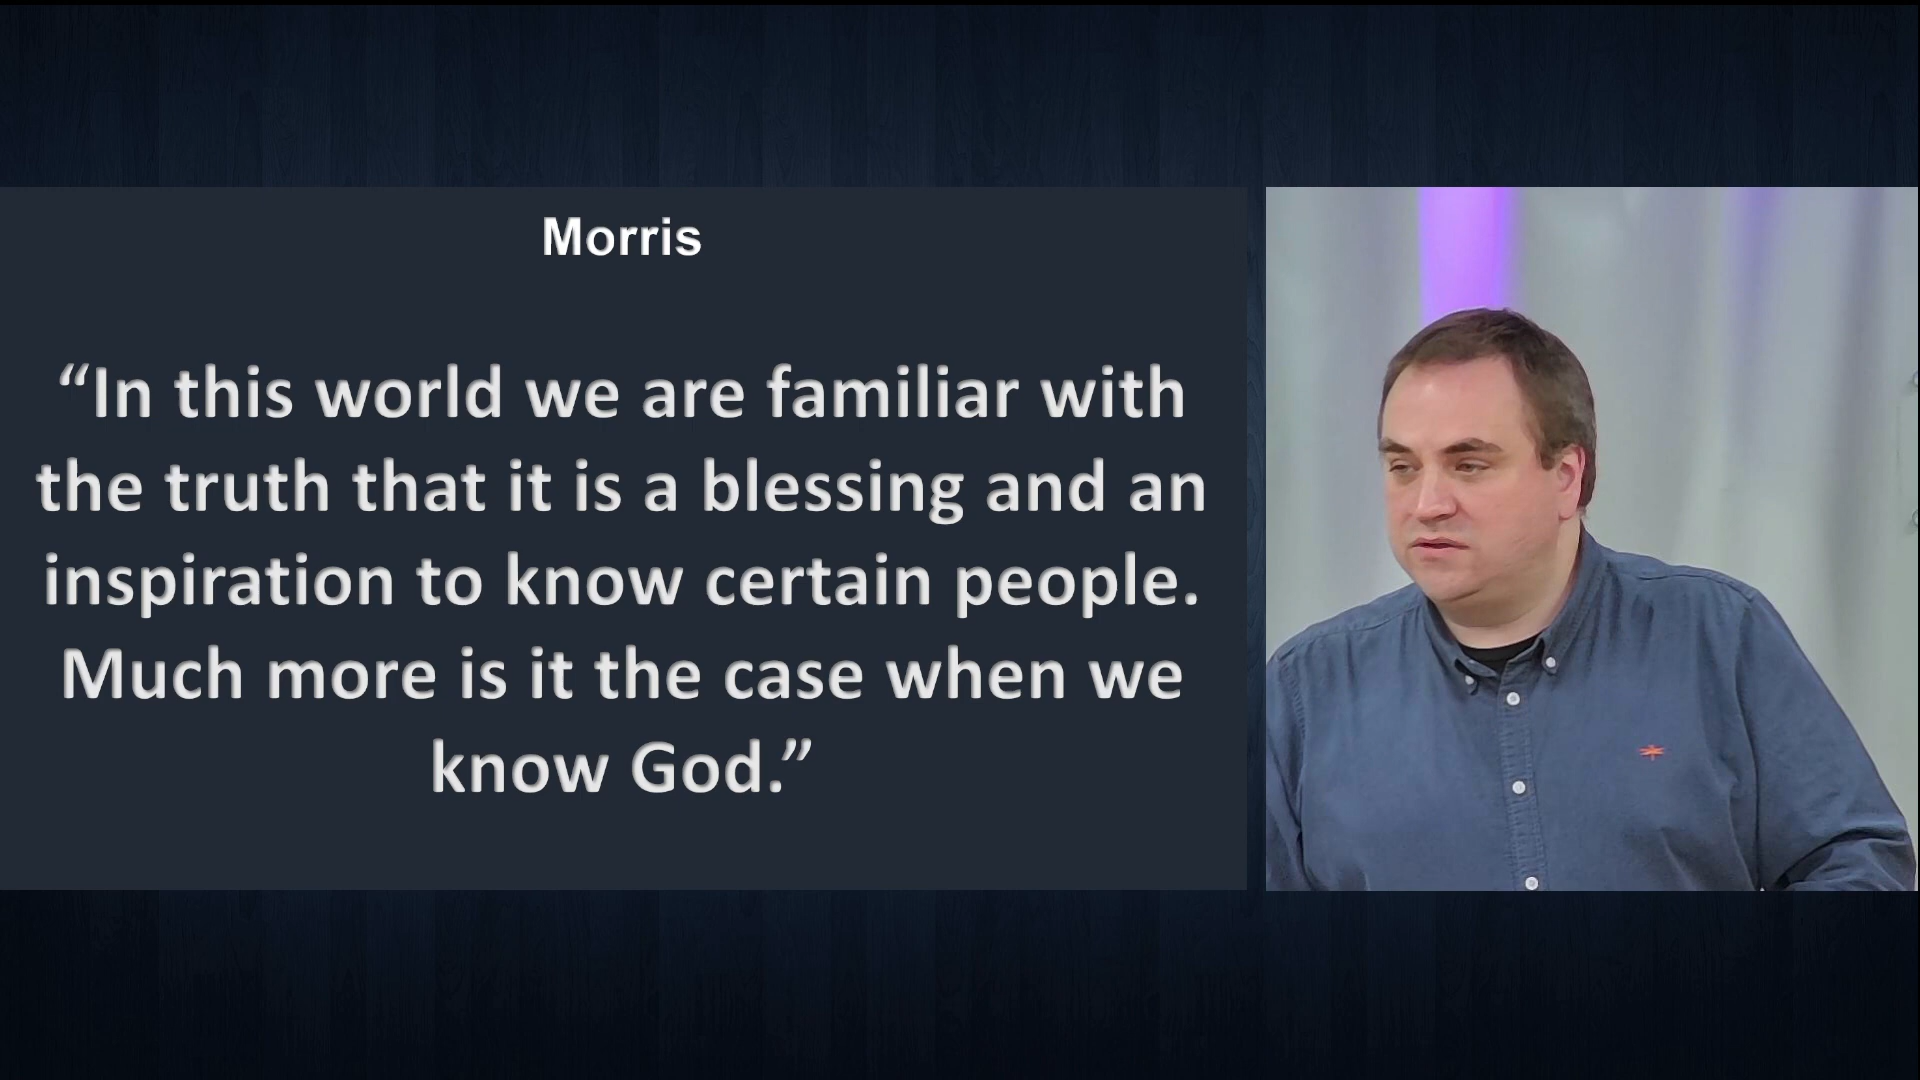 Morris
“In this world we are familiar with
the truth that it is a blessing and an
inspiration to know certain people.
Much more is it the case when we
know God.”